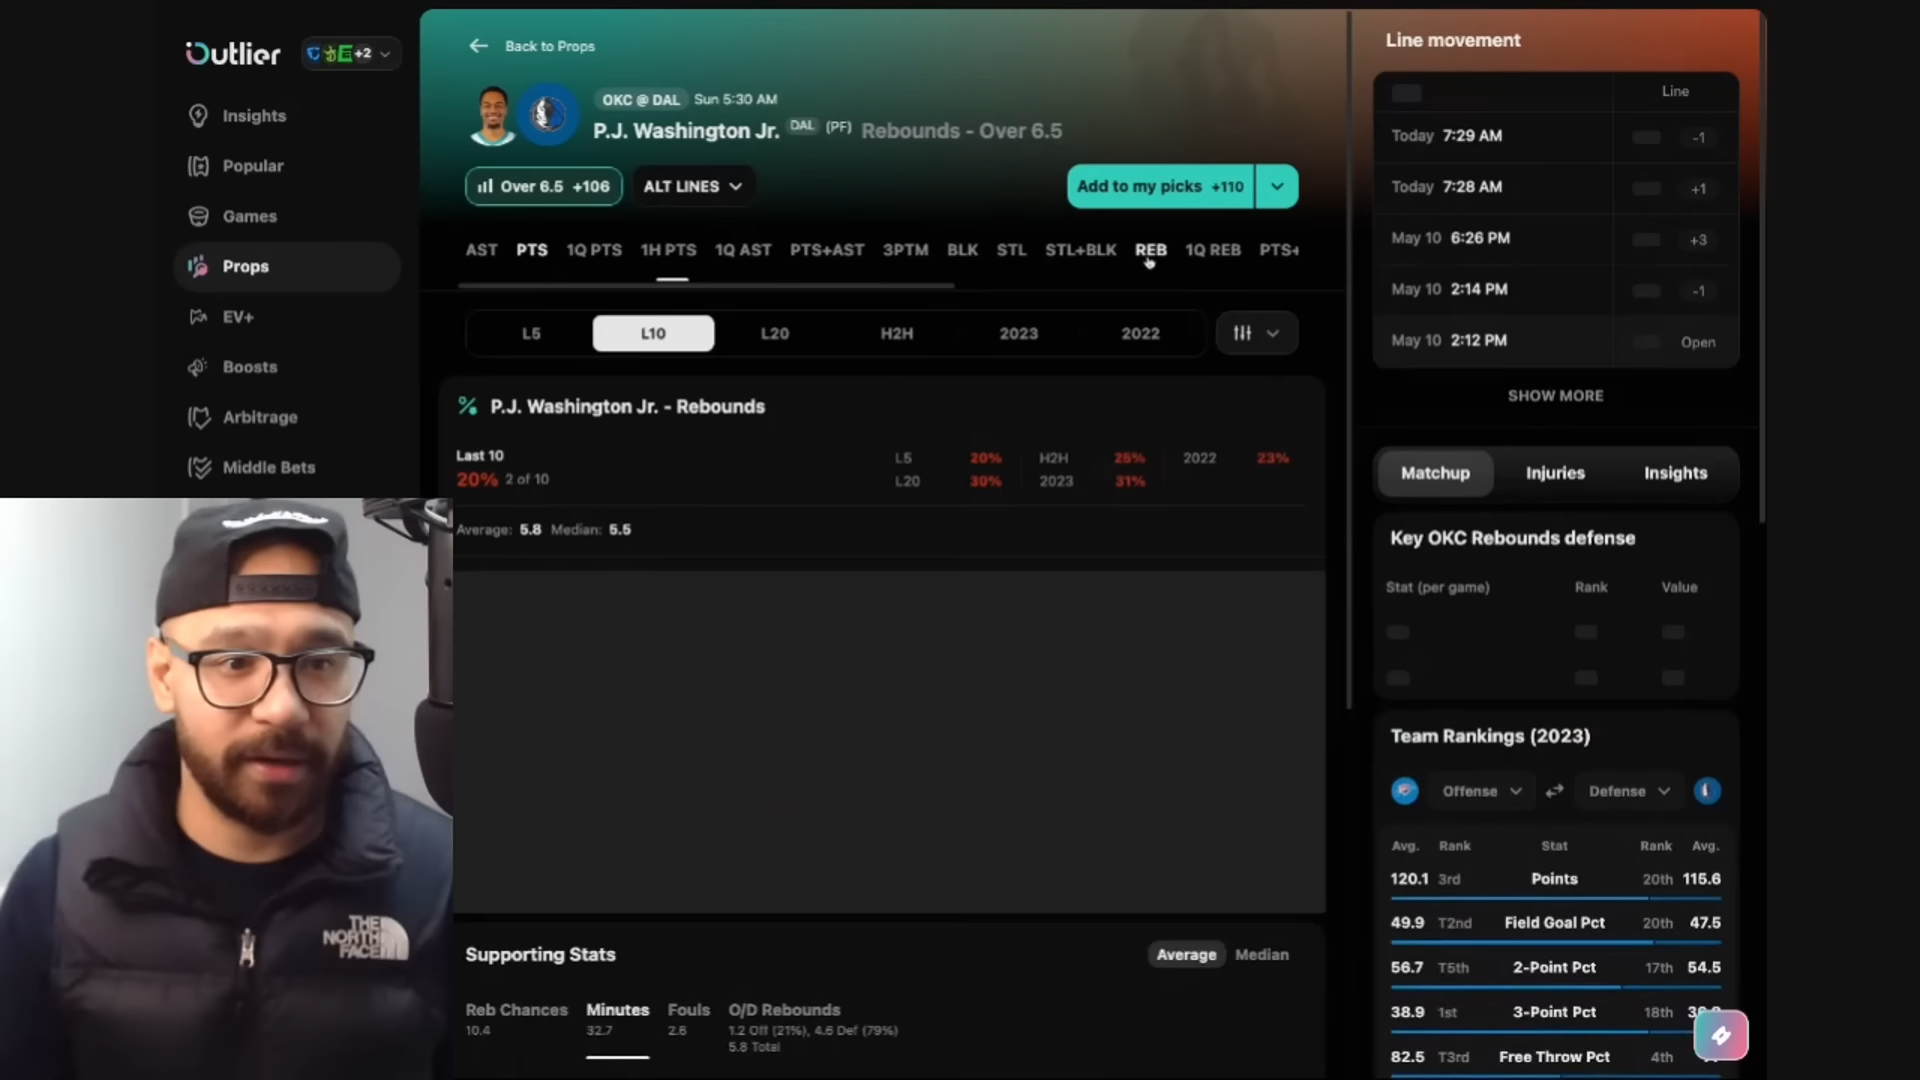 Outlier
+2
Insights
Popular
Games
Props
EV+
Boosts
Arbitrage
Middle Bets
Back to Props
OKC @ DAL Sun 5:30 AM
P.J. Washington Jr. DAL (PF) Rebounds - Over 6.5
Over 6.5 +106 ALT LINES
Add to my picks +110
AST PTS 1Q PTS 1H PTS 1Q AST PTS+AST 3PTM BLK STL STL+BLK REB 1Q REB PTS+
L5 L10 L20 H2H 2023 2022
P.J. Washington Jr. - Rebounds
Last 10
20% 2 of 10
L5 20% H2H 25% 2022 23%
L20 30% 2023 31%
Average: 5.8 Median: 5.5
Supporting Stats
Average Median
Reb Chances Minutes Fouls O/D Rebounds
10.4 32.7 2.6 1.2 Off (21%), 4.6 Def (79%)
5.8 Total
Line movement
Line
Today 7:29 AM -1
Today 7:28 AM +1
May 10 6:26 PM +3
May 10 2:14 PM -1
May 10 2:12 PM Open
SHOW MORE
Matchup Injuries Insights
Key OKC Rebounds defense
Stat (per game) Rank Value
Team Rankings (2023)
Offense Defense
Avg. Rank Stat Rank Avg.
120.1 3rd Points 20th 115.6
49.9 T2nd Field Goal Pct 20th 47.5
56.7 T5th 2-Point Pct 17th 54.5
38.9 1st 3-Point Pct 18th
82.5 T3rd Free Throw Pct 4th
THE
NORTH
FACE